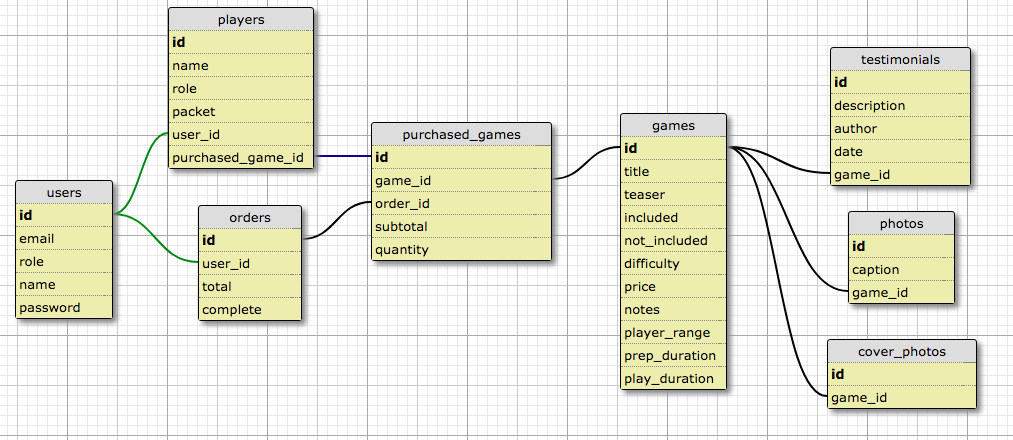 players
id
name
role
packet
user_id
purchased_game_id
users
id
email
role
name
password
orders
id
user_id
total
complete
purchased_games
id
game_id
order_id
subtotal
quantity
games
id
title
teaser
included
not_included
difficulty
price
notes
player_range
prep_duration
play_duration
testimonials
id
description
author
date
game_id
photos
id
caption
game_id
cover_photos
id
game_id